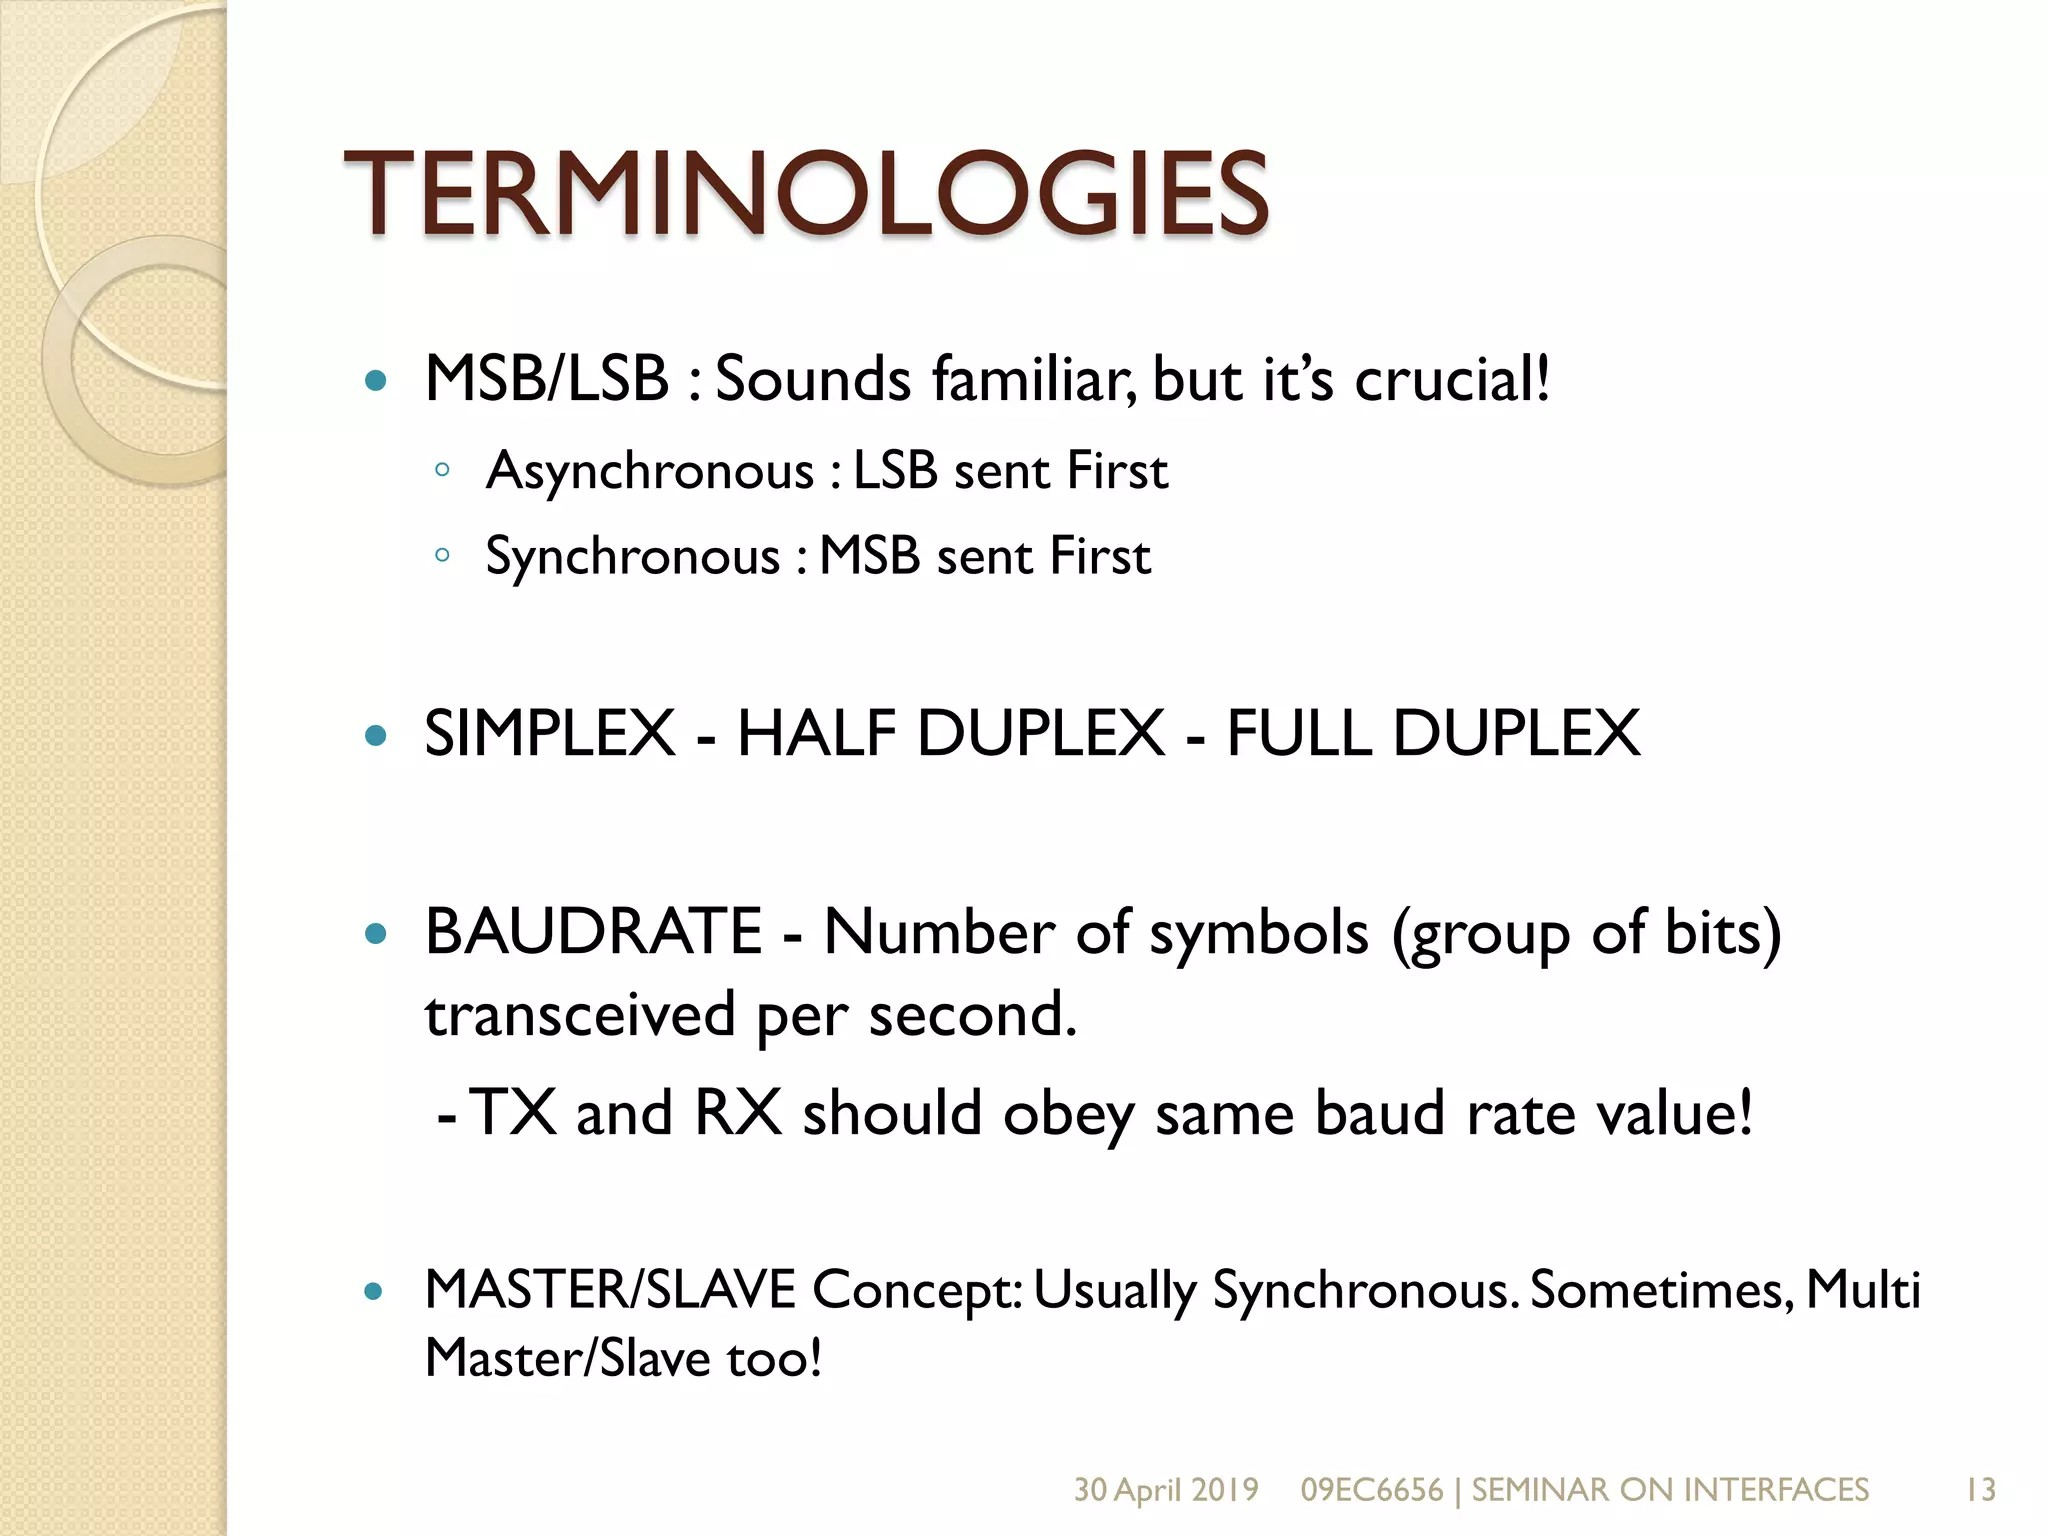 TERMINOLOGIES
• MSB/LSB : Sounds familiar, but it’s crucial!
◦ Asynchronous : LSB sent First
◦ Synchronous : MSB sent First
• SIMPLEX - HALF DUPLEX - FULL DUPLEX
• BAUDRATE - Number of symbols (group of bits)
transceived per second.
- TX and RX should obey same baud rate value!
• MASTER/SLAVE Concept: Usually Synchronous. Sometimes, Multi
Master/Slave too!
30 April 2019 09EC6656 | SEMINAR ON INTERFACES 13